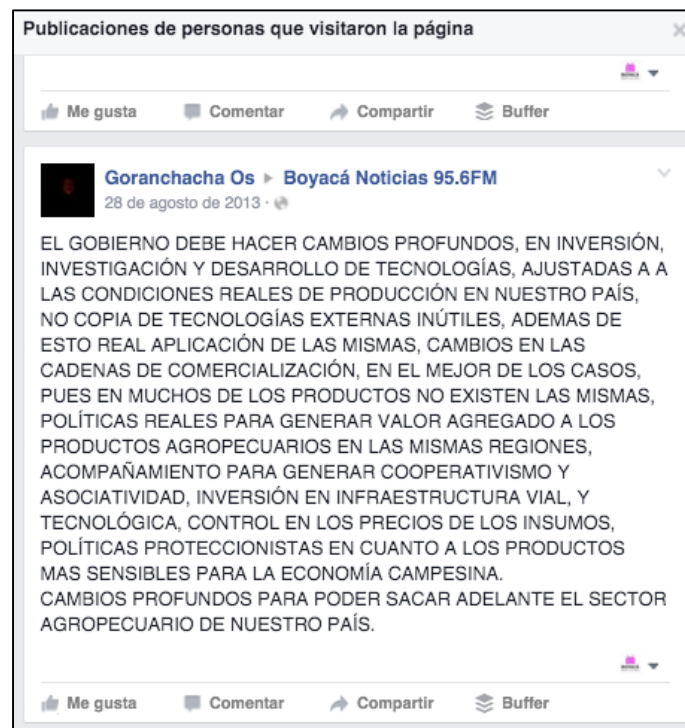 Publicaciones de personas que visitaron la página
Me gusta Comentar Compartir Buffer
Goranchacha Os ▸ Boyacá Noticias 95.6FM
28 de agosto de 2013 ·
EL GOBIERNO DEBE HACER CAMBIOS PROFUNDOS, EN INVERSIÓN,
INVESTIGACIÓN Y DESARROLLO DE TECNOLOGÍAS, AJUSTADAS A A
LAS CONDICIONES REALES DE PRODUCCIÓN EN NUESTRO PAÍS,
NO COPIA DE TECNOLOGÍAS EXTERNAS INÚTILES, ADEMAS DE
ESTO REAL APLICACIÓN DE LAS MISMAS, CAMBIOS EN LAS
CADENAS DE COMERCIALIZACIÓN, EN EL MEJOR DE LOS CASOS,
PUES EN MUCHOS DE LOS PRODUCTOS NO EXISTEN LAS MISMAS,
POLÍTICAS REALES PARA GENERAR VALOR AGREGADO A LOS
PRODUCTOS AGROPECUARIOS EN LAS MISMAS REGIONES,
ACOMPAÑAMIENTO PARA GENERAR COOPERATIVISMO Y
ASOCIATIVIDAD, INVERSIÓN EN INFRAESTRUCTURA VIAL, Y
TECNOLÓGICA, CONTROL EN LOS PRECIOS DE LOS INSUMOS,
POLÍTICAS PROTECCIONISTAS EN CUANTO A LOS PRODUCTOS
MAS SENSIBLES PARA LA ECONOMÍA CAMPESINA.
CAMBIOS PROFUNDOS PARA PODER SACAR ADELANTE EL SECTOR
AGROPECUARIO DE NUESTRO PAÍS.
Me gusta Comentar Compartir Buffer